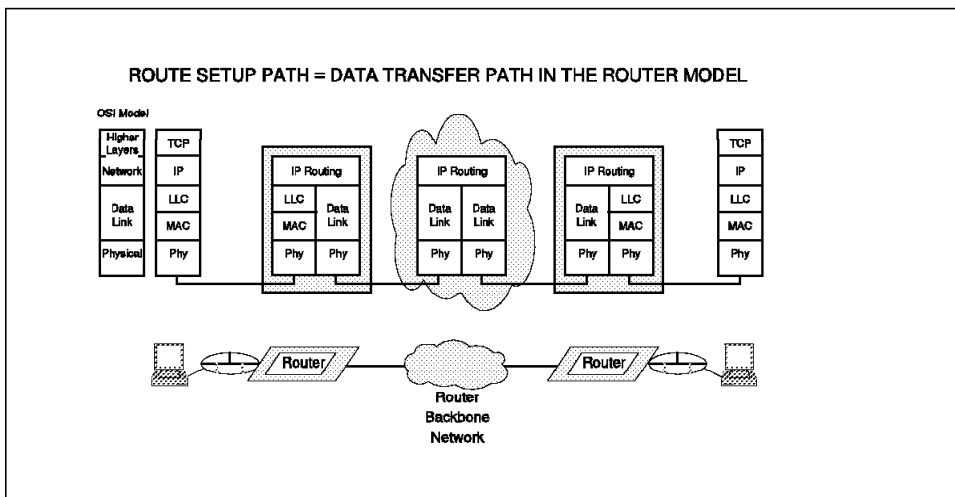 ROUTE SETUP PATH = DATA TRANSFER PATH IN THE ROUTER MODEL
OSI Model
Higher
Layers
Network
Data
Link
Physical
TCP
IP
LLC
MAC
Phy
IP Routing
LLC
MAC
Data
Link
Phy
Phy
IP Routing
Data
Link
Data
Link
Phy
Phy
IP Routing
Data
Link
LLC
MAC
Phy
Phy
TCP
IP
LLC
MAC
Phy
Router
Router
Router
Backbone
Network